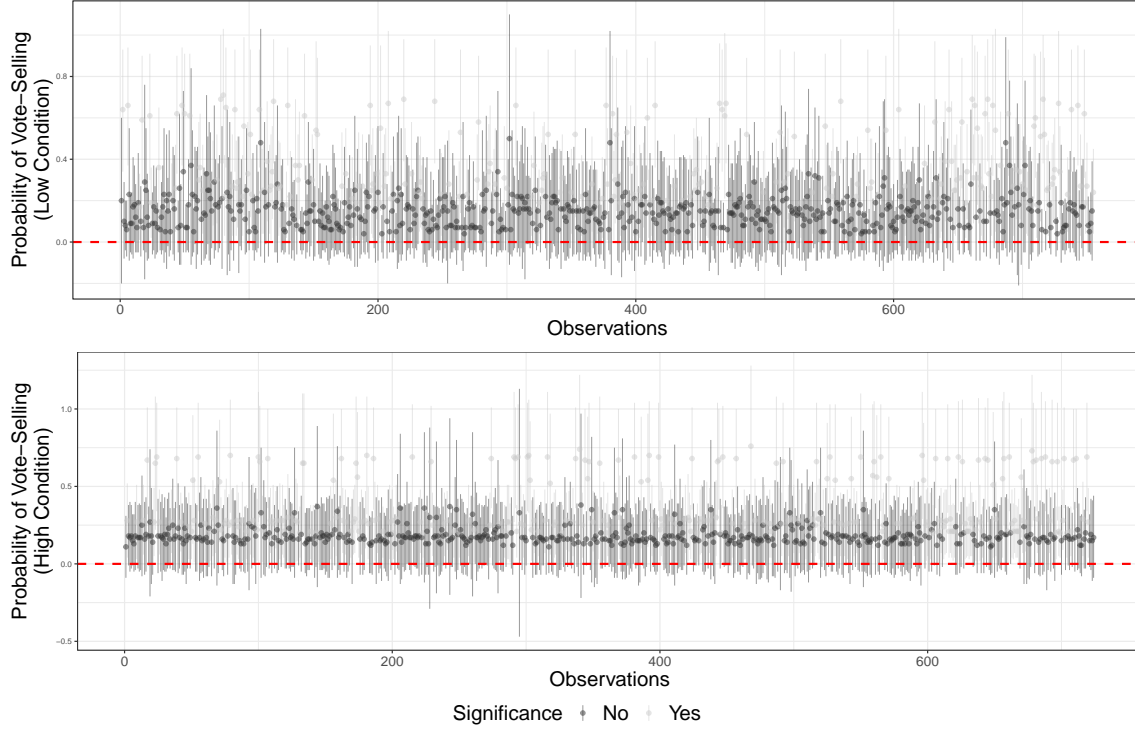 Probability of Vote−Selling
(Low Condition)
0.8
0.4
0.0
0 200 400 600
Observations
Probability of Vote−Selling
(High Condition)
1.0
0.5
0.0
−0.5
0 200 400 600
Observations
Significance No Yes